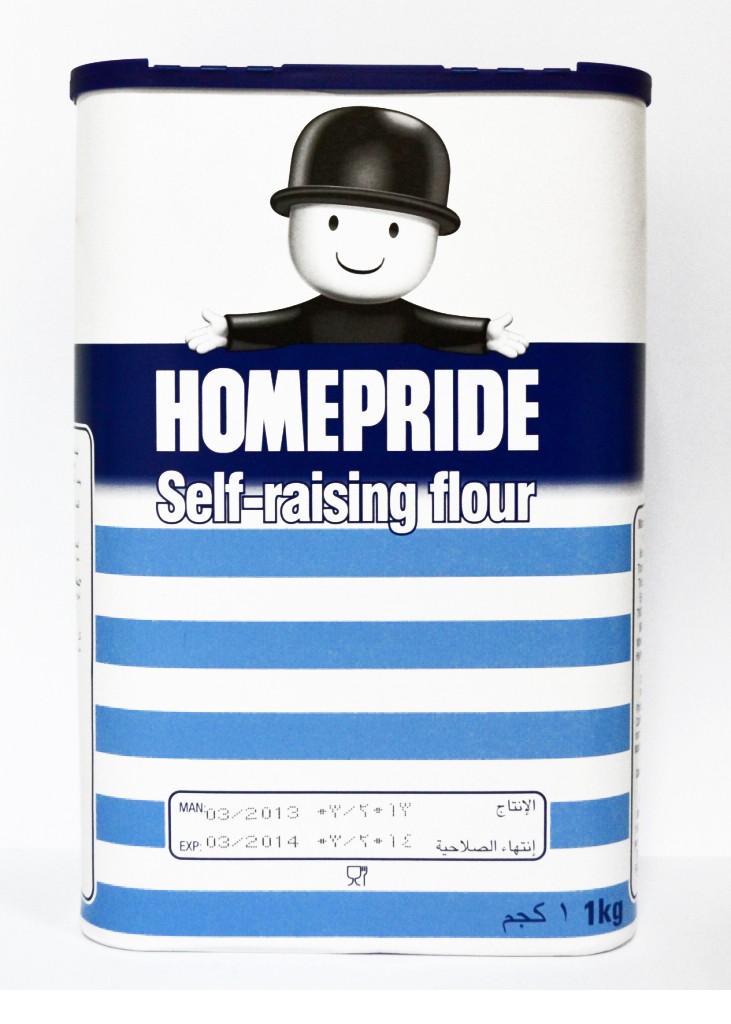 HOMEPRIDE
Self-raising flour
MAN: 03/2013 ٠٣/٢٠١٣ الإنتاج
EXP: 03/2014 ٠٣/٢٠١٤ إنتهاء الصلاحية
١ كجم 1kg